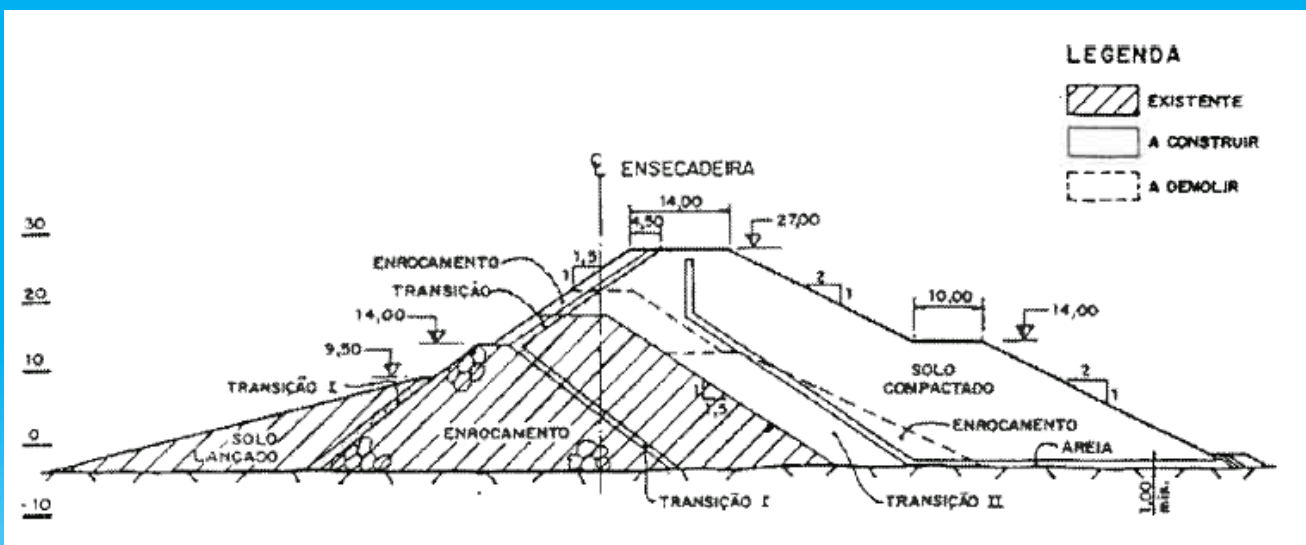 LEGENDA
EXISTENTE
A CONSTRUIR
A DEMOLIR
℄ ENSECADEIRA
14,00
4,50
27,00
30
20
10
0
-10
1,5
1
ENROCAMENTO
TRANSIÇÃO
14,00
9,50
TRANSIÇÃO I
SOLO
LANÇADO
ENROCAMENTO
1
1,5
2
1
10,00
14,00
SOLO
COMPACTADO
2
1
ENROCAMENTO
AREIA
TRANSIÇÃO I
TRANSIÇÃO II
1,00
min.